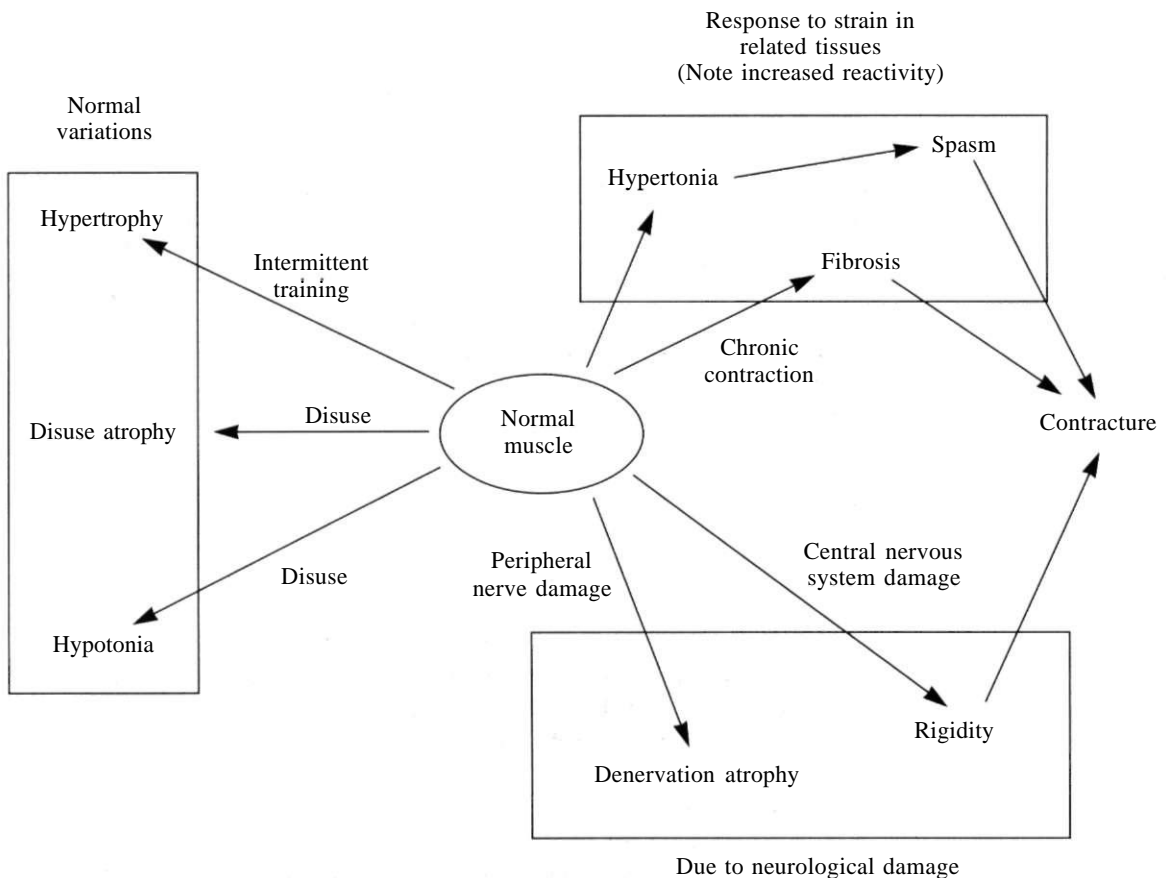 Response to strain in
related tissues
(Note increased reactivity)
Normal
variations
Spasm
Hypertonia
Hypertrophy
Intermittent
training
Fibrosis
Chronic
contraction
Disuse
Disuse atrophy
Normal
muscle
Contracture
Peripheral
nerve damage
Central nervous
system damage
Disuse
Hypotonia
Rigidity
Denervation atrophy
Due to neurological damage